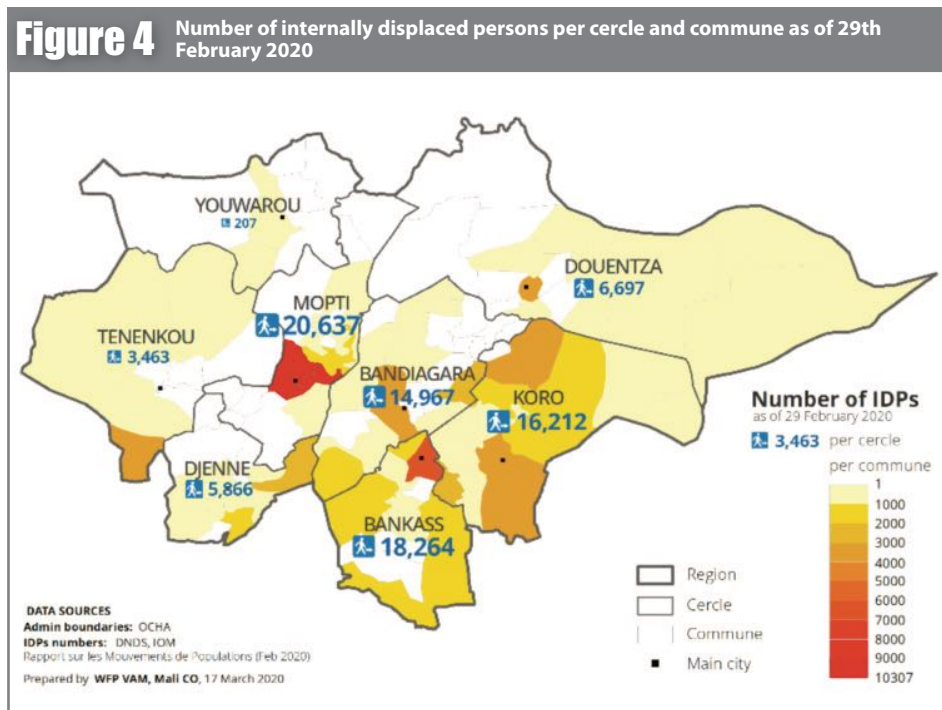 Figure 4
Number of internally displaced persons per cercle and commune as of 29th
February 2020
YOUWAROU
207
DOUENTZA
6,697
MOPTI
20,637
TENENKOU
3,463
BANDIAGARA
14,967
KORO
16,212
DJENNE
5,866
BANKASS
18,264
Number of IDPs
as of 29 February 2020
3,463 per cercle
per commune
1
1000
2000
3000
4000
5000
6000
7000
8000
9000
10307
Region
Cercle
Commune
Main city
DATA SOURCES
Admin boundaries: OCHA
IDPs numbers: DNDS, IOM
Rapport sur les Mouvements de Populations (Feb 2020)
Prepared by WFP VAM, Mali CO, 17 March 2020